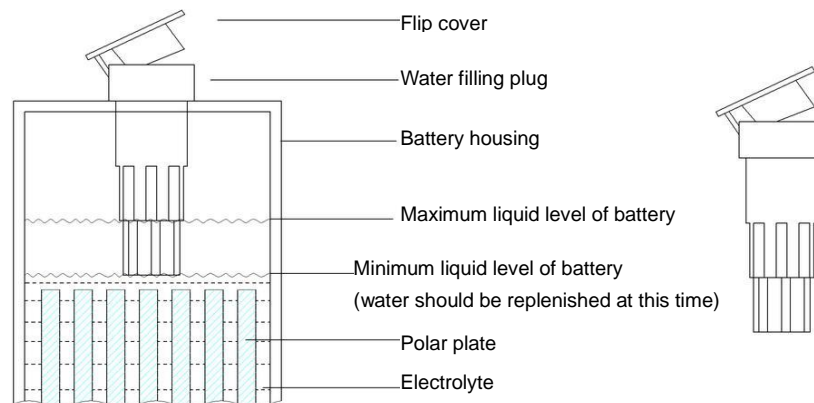 Flip cover
Water filling plug
Battery housing
Maximum liquid level of battery
Minimum liquid level of battery
(water should be replenished at this time)
Polar plate
Electrolyte